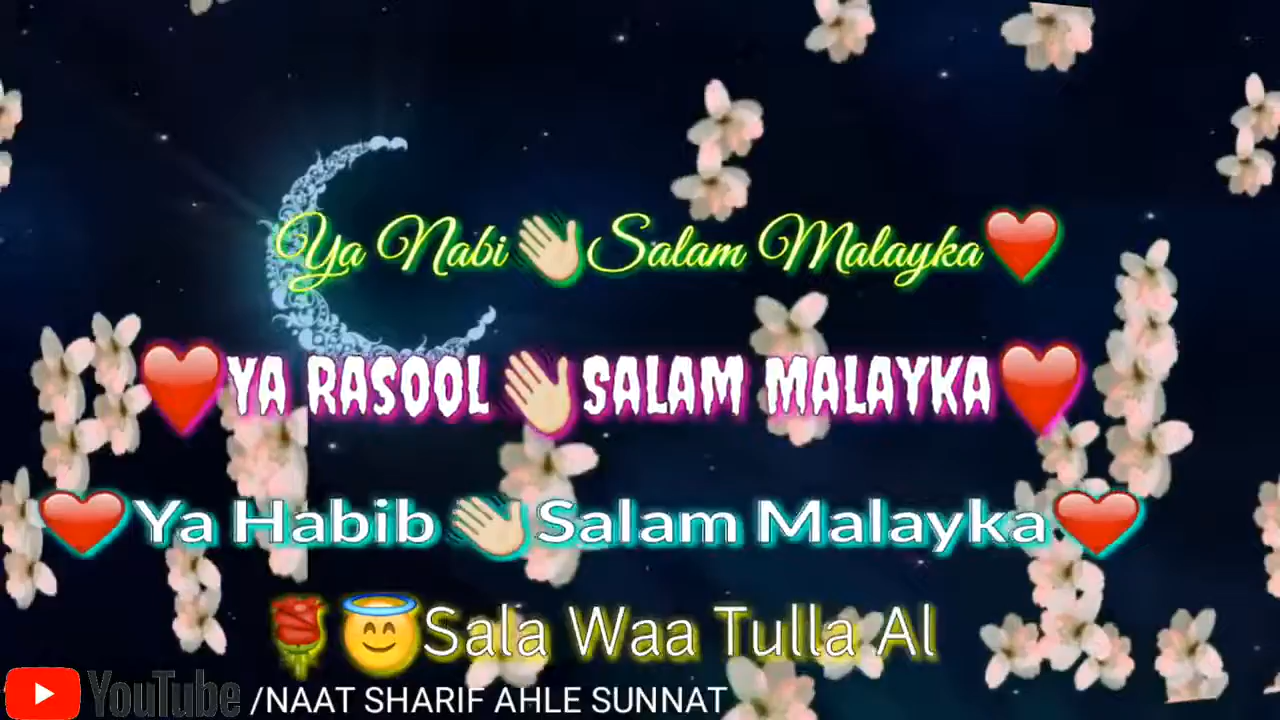 Ya Nabi👋Salam Malayka❤️
❤️YA RASOOL👋SALAM MALAYKA❤️
❤️Ya Habib👋Salam Malayka❤️
🌹😇Sala Waa Tulla Al
YouTube /NAAT SHARIF AHLE SUNNAT